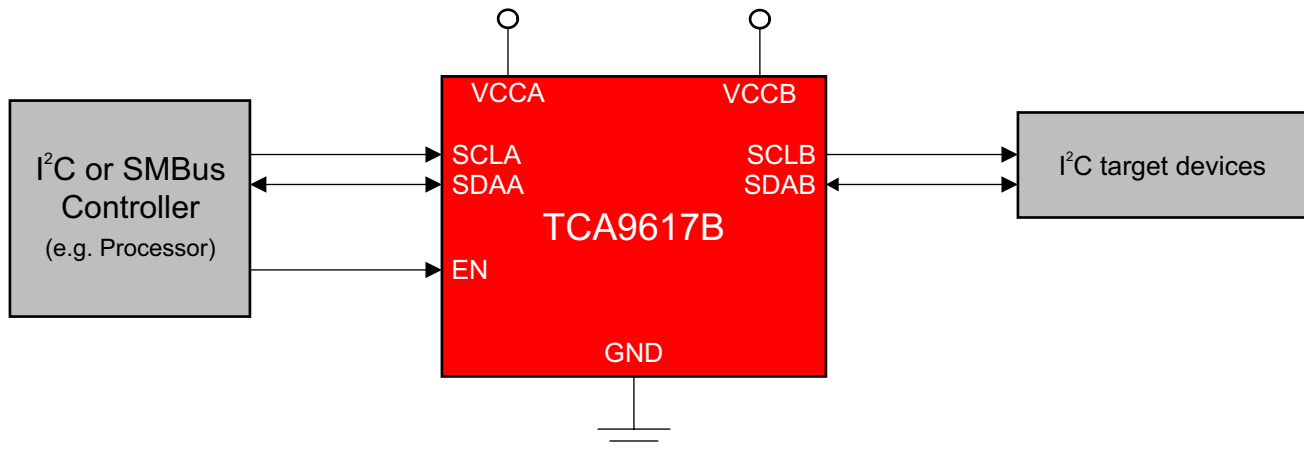 VCCA
VCCB
I²C or SMBus
Controller
(e.g. Processor)
SCLA
SDAA
EN
SCLB
SDAB
TCA9617B
GND
I²C target devices